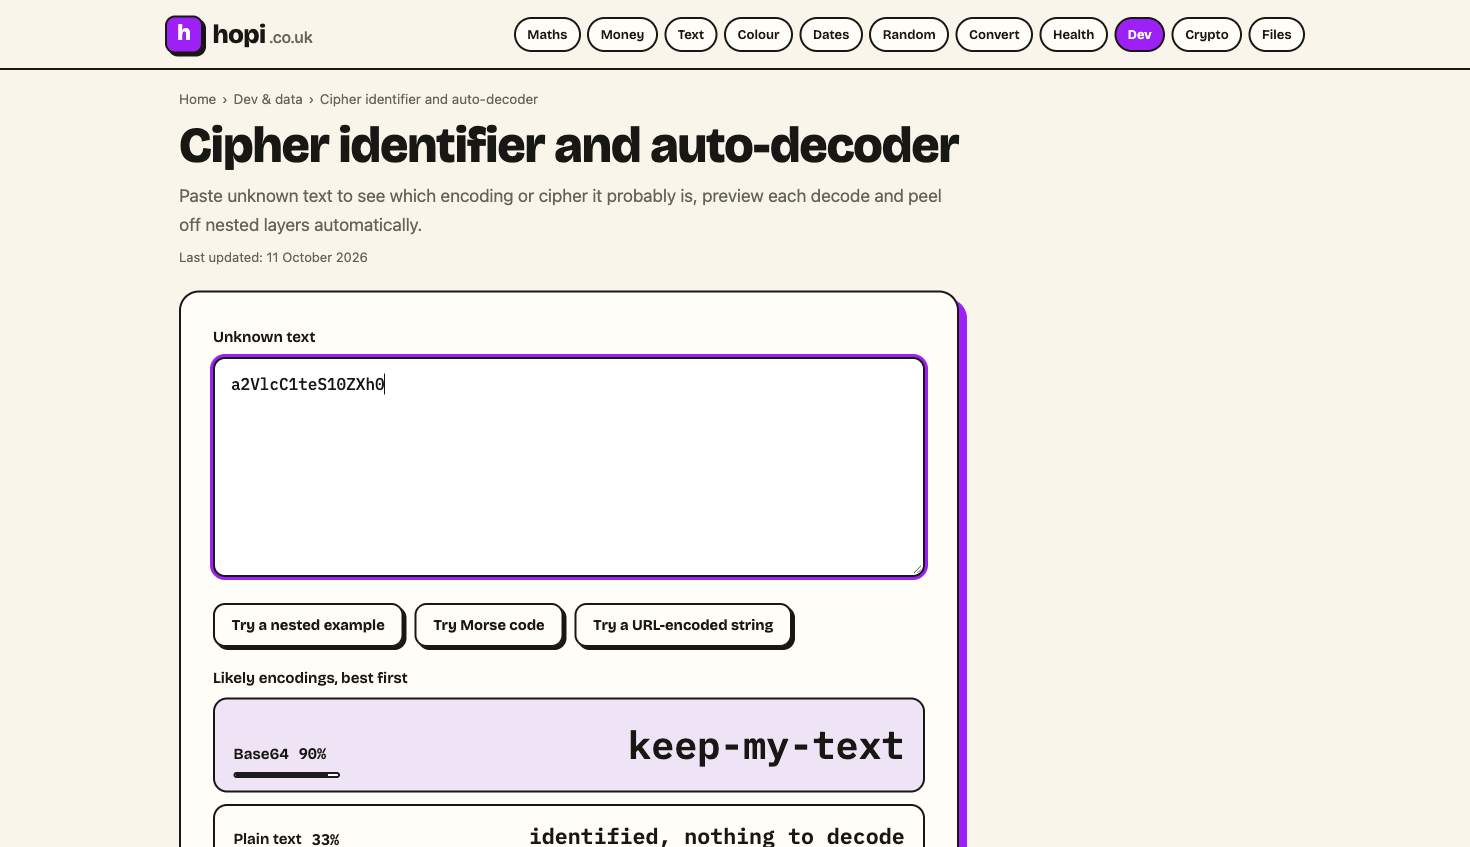 h hopi.co.uk
Maths Money Text Colour Dates Random Convert Health Dev Crypto Files
Home › Dev & data › Cipher identifier and auto-decoder
Cipher identifier and auto-decoder
Paste unknown text to see which encoding or cipher it probably is, preview each decode and peel
off nested layers automatically.
Last updated: 11 October 2026
Unknown text
a2VlcC1teS10ZXh0
Try a nested example Try Morse code Try a URL-encoded string
Likely encodings, best first
Base64 90% keep-my-text
Plain text 33% identified, nothing to decode